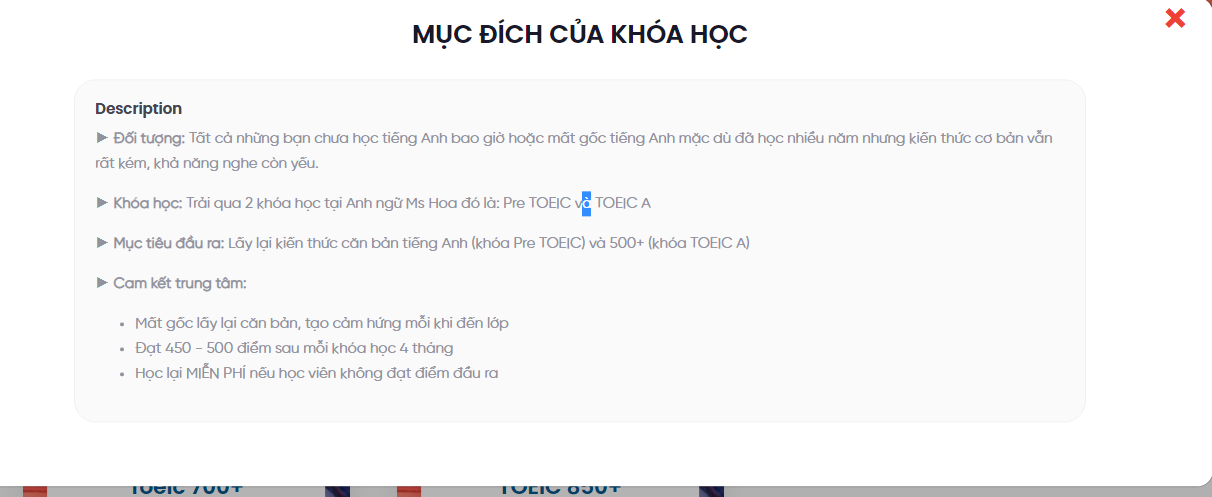 MỤC ĐÍCH CỦA KHÓA HỌC
Description
► Đối tượng: Tất cả những bạn chưa học tiếng Anh bao giờ hoặc mất gốc tiếng Anh mặc dù đã học nhiều năm nhưng kiến thức cơ bản vẫn
rất kém, khả năng nghe còn yếu.
► Khóa học: Trải qua 2 khóa học tại Anh ngữ Ms Hoa đó là: Pre TOEIC và TOEIC A
► Mục tiêu đầu ra: Lấy lại kiến thức căn bản tiếng Anh (khóa Pre TOEIC) và 500+ (khóa TOEIC A)
► Cam kết trung tâm:
• Mất gốc lấy lại căn bản, tạo cảm hứng mỗi khi đến lớp
• Đạt 450 - 500 điểm sau mỗi khóa học 4 tháng
• Học lại MIỄN PHÍ nếu học viên không đạt điểm đầu ra
Toeic 700+ TOEIC 850+